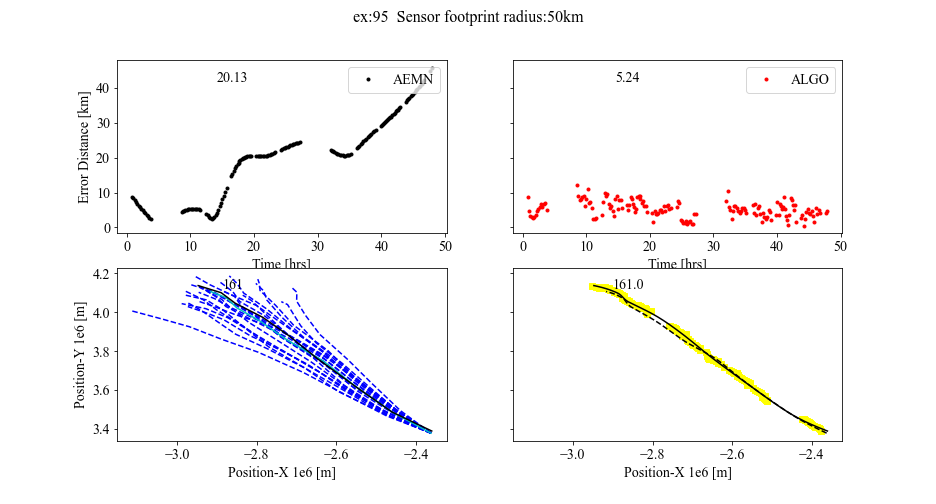 ex:95  Sensor footprint radius:50km
20.13
AEMN
Error Distance [km]
40
30
20
10
0
0 10 20 30 40 50
Time [hrs]
5.24
ALGO
0 10 20 30 40 50
Time [hrs]
161
Position-Y 1e6 [m]
4.2
4.0
3.8
3.6
3.4
−3.0 −2.8 −2.6 −2.4
Position-X 1e6 [m]
161.0
−3.0 −2.8 −2.6 −2.4
Position-X 1e6 [m]